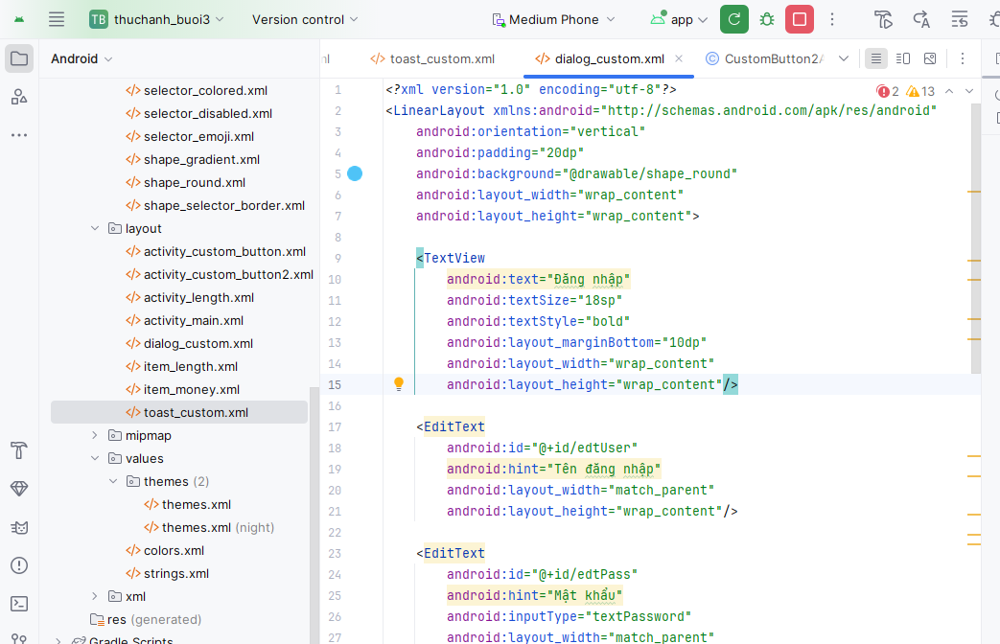 TB thuchanh_buoi3 Version control Medium Phone app
Android
toast_custom.xml dialog_custom.xml CustomButton2
selector_colored.xml
selector_disabled.xml
selector_emoji.xml
shape_gradient.xml
shape_round.xml
shape_selector_border.xml
layout
activity_custom_button.xml
activity_custom_button2.xml
activity_length.xml
activity_main.xml
dialog_custom.xml
item_length.xml
item_money.xml
toast_custom.xml
mipmap
values
themes (2)
themes.xml
themes.xml (night)
colors.xml
strings.xml
xml
res (generated)
Gradle Scripts
2 13
1 <?xml version="1.0" encoding="utf-8"?>
2 <LinearLayout xmlns:android="http://schemas.android.com/apk/res/android"
3 android:orientation="vertical"
4 android:padding="20dp"
5 android:background="@drawable/shape_round"
6 android:layout_width="wrap_content"
7 android:layout_height="wrap_content">
8
9 <TextView
10 android:text="Đăng nhập"
11 android:textSize="18sp"
12 android:textStyle="bold"
13 android:layout_marginBottom="10dp"
14 android:layout_width="wrap_content"
15 android:layout_height="wrap_content"/>
16
17 <EditText
18 android:id="@+id/edtUser"
19 android:hint="Tên đăng nhập"
20 android:layout_width="match_parent"
21 android:layout_height="wrap_content"/>
22
23 <EditText
24 android:id="@+id/edtPass"
25 android:hint="Mật khẩu"
26 android:inputType="textPassword"
27 android:layout_width="match_parent"